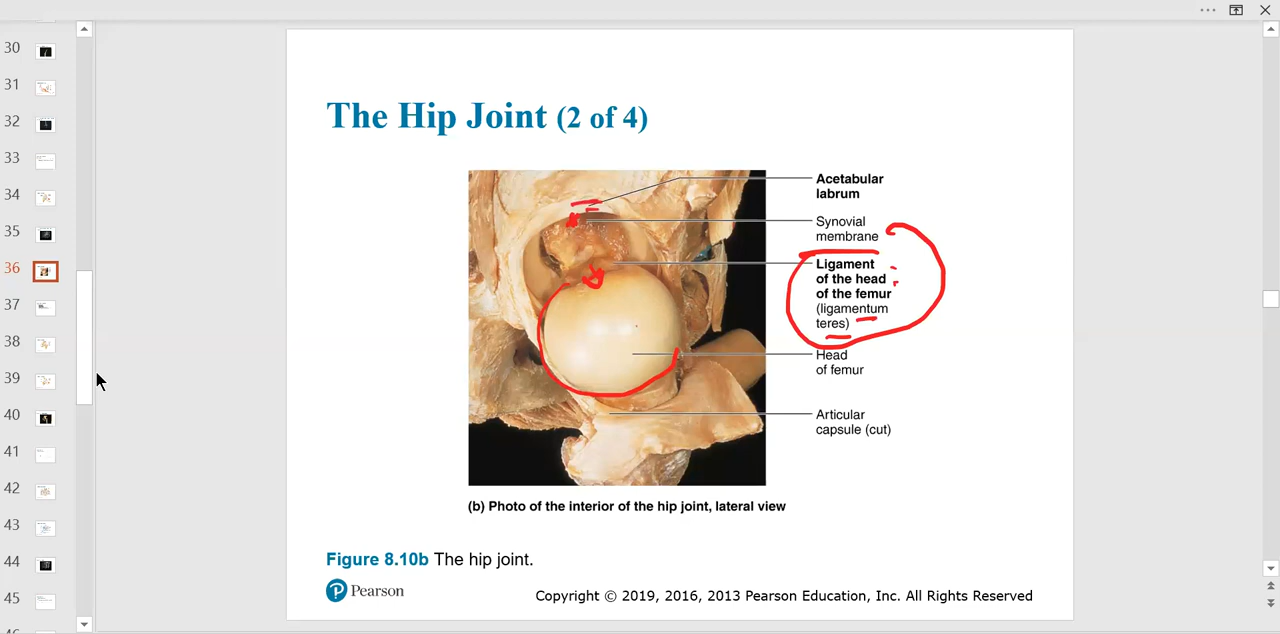 30
31
32
33
34
35
36
37
38
39
40
41
42
43
44
45
The Hip Joint (2 of 4)
Acetabular
labrum
Synovial
membrane
Ligament
of the head
of the femur
(ligamentum
teres)
Head
of femur
Articular
capsule (cut)
(b) Photo of the interior of the hip joint, lateral view
Figure 8.10b The hip joint.
Pearson
Copyright © 2019, 2016, 2013 Pearson Education, Inc. All Rights Reserved